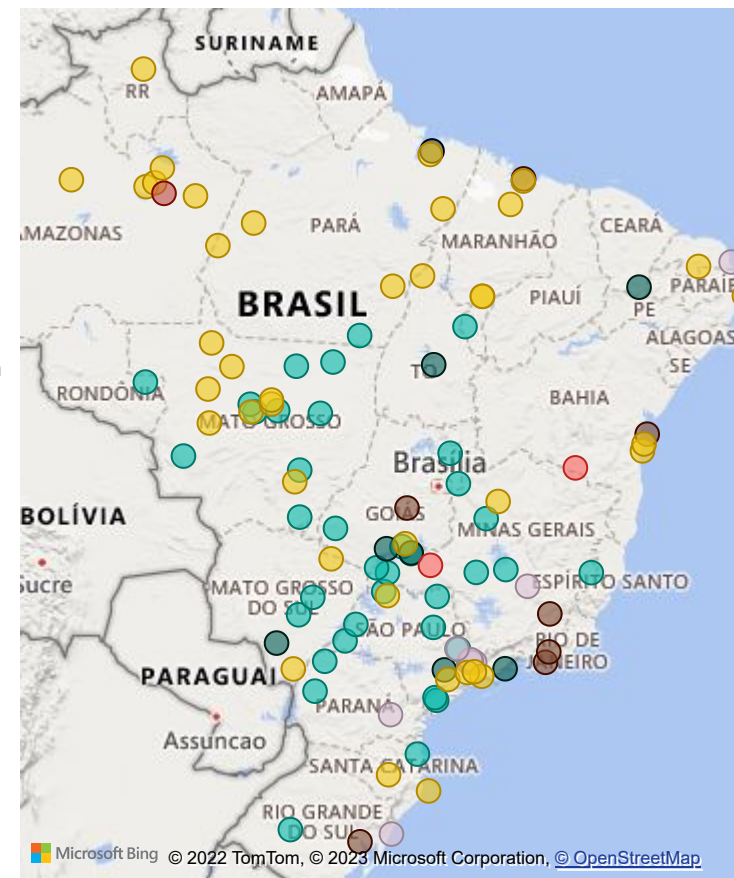 SURINAME
RR
AMAPÁ
AMAZONAS
PARÁ
MARANHÃO
CEARÁ
BRASIL
PIAUÍ
PE
ALAGOAS
SE
TO
RONDÔNIA
MATO GROSSO
BAHIA
Brasília
BOLÍVIA
GOIÁS
MINAS GERAIS
Sucre
MATO GROSSO
DO SUL
ESPÍRITO SANTO
SÃO PAULO
RIO DE
JANEIRO
PARAGUAI
PARANÁ
Assuncao
SANTA CATARINA
RIO GRANDE
DO SUL
Microsoft Bing
© 2022 TomTom, © 2023 Microsoft Corporation, © OpenStreetMap